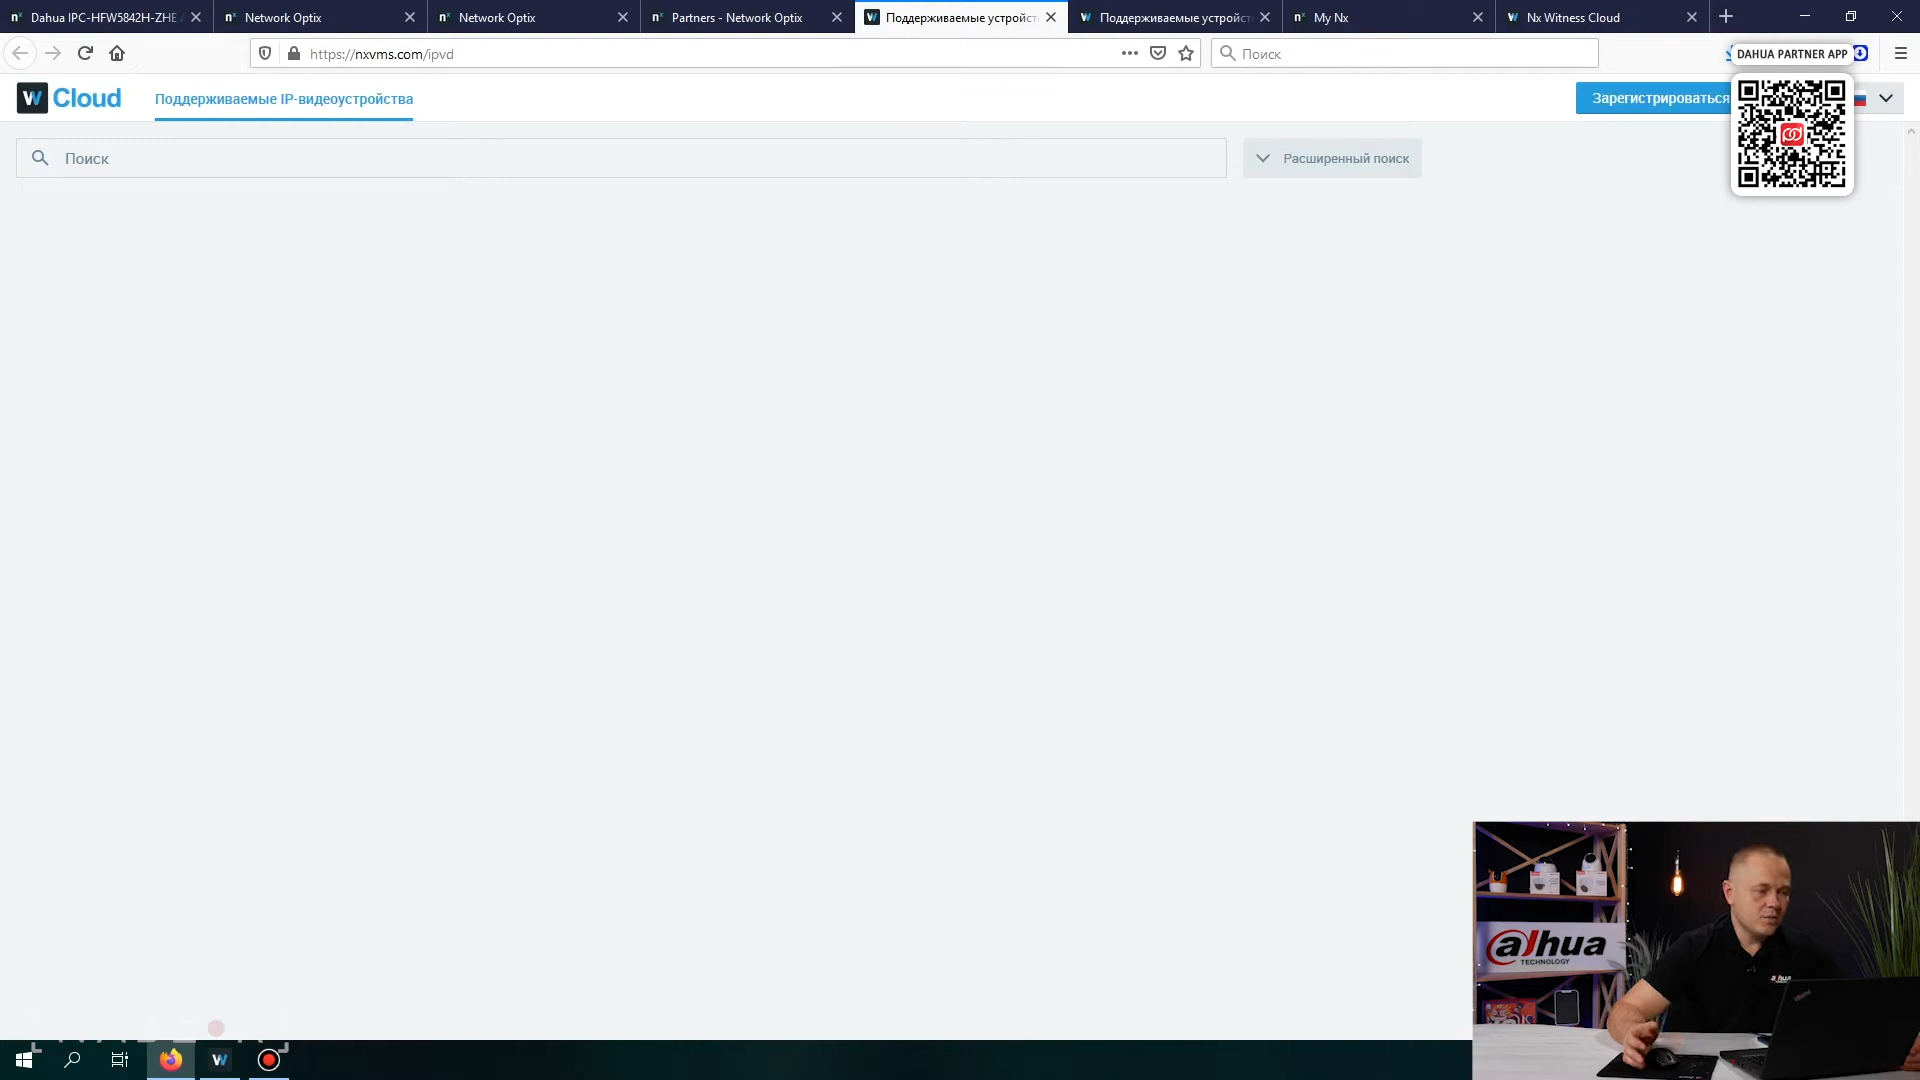 Dahua IPC-HFW5842H-ZHE
Network Optix
Network Optix
Partners - Network Optix
Поддерживаемые устройст
Поддерживаемые устройст
My Nx
Nx Witness Cloud
https://nxvms.com/ipvd
Поиск
DAHUA PARTNER APP
W Cloud
Поддерживаемые IP-видеоустройства
Зарегистрироваться
Поиск
Расширенный поиск
alhua
TECHNOLOGY